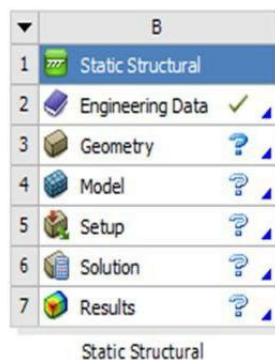 B
1 Static Structural
2 Engineering Data
3 Geometry ?
4 Model ?
5 Setup ?
6 Solution ?
7 Results ?
Static Structural